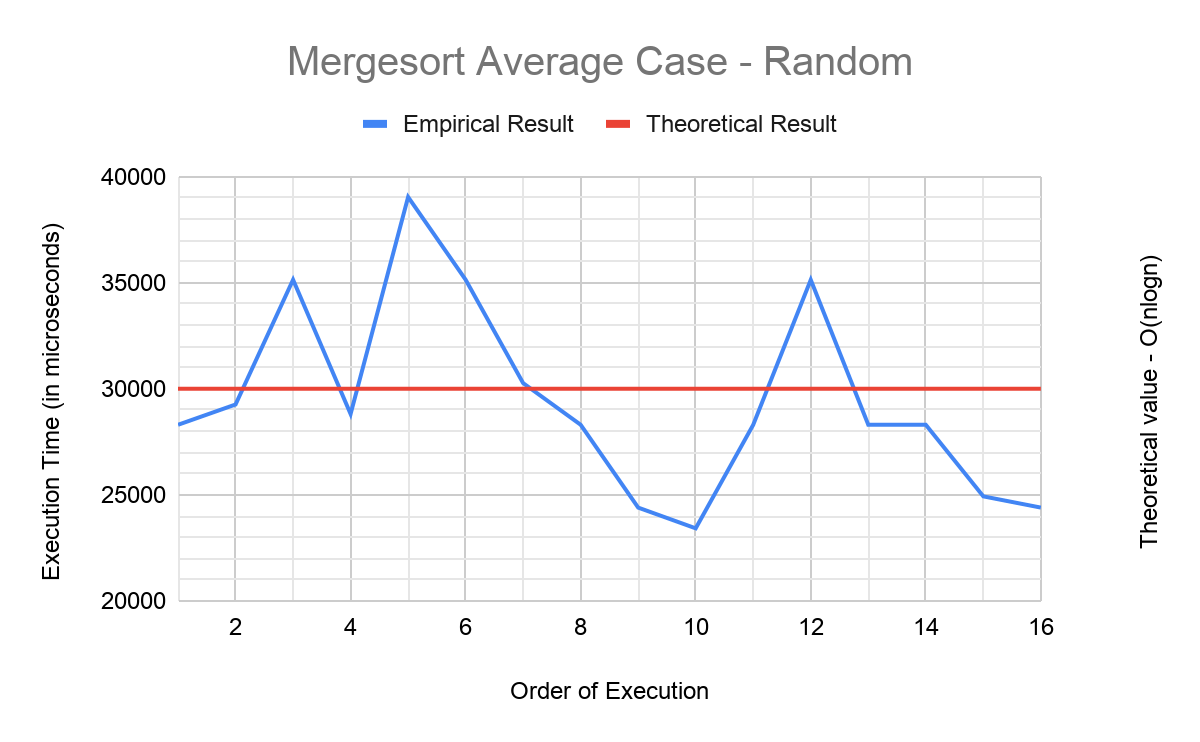 Mergesort Average Case - Random
Empirical Result
Theoretical Result
Execution Time (in microseconds)
40000
35000
30000
25000
20000
2
4
6
8
10
12
14
16
Order of Execution
Theoretical value - O(nlogn)